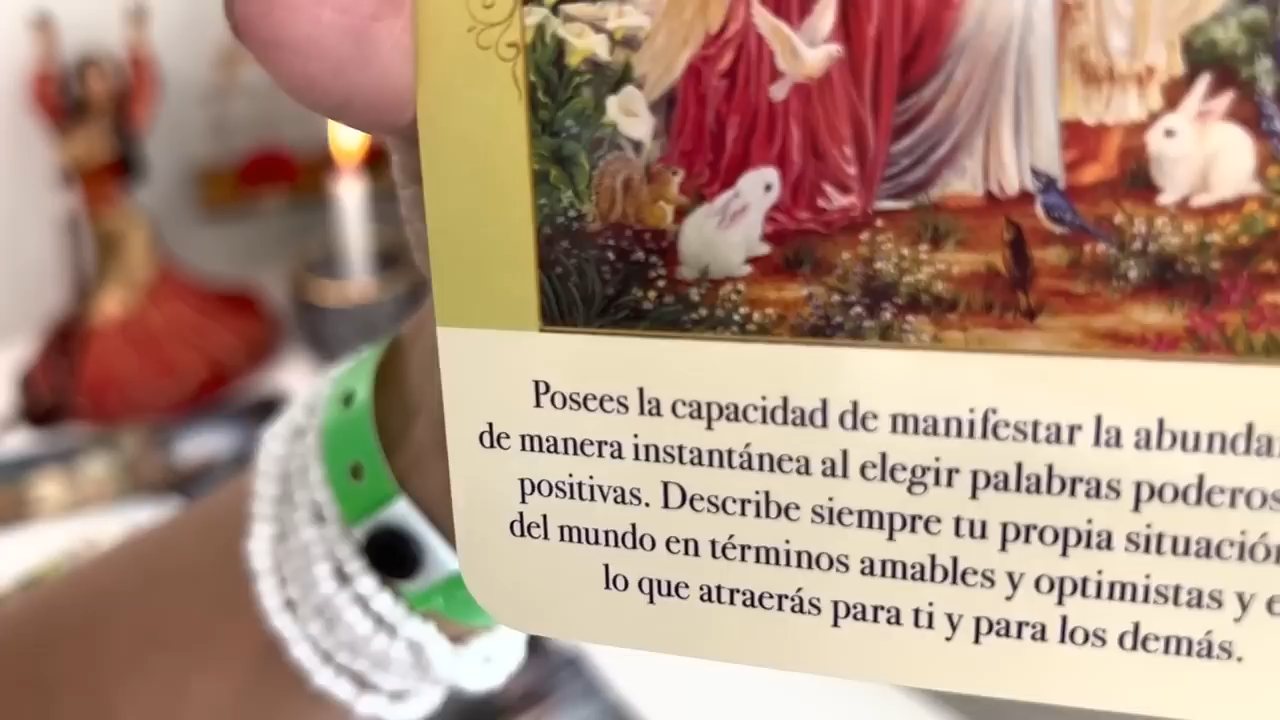 Posees la capacidad de manifestar la
de manera instantánea al elegir palabras
positivas. Describe siempre tu propia situación
del mundo en términos amables y optimistas y
lo que atraerás para ti y para los demás.